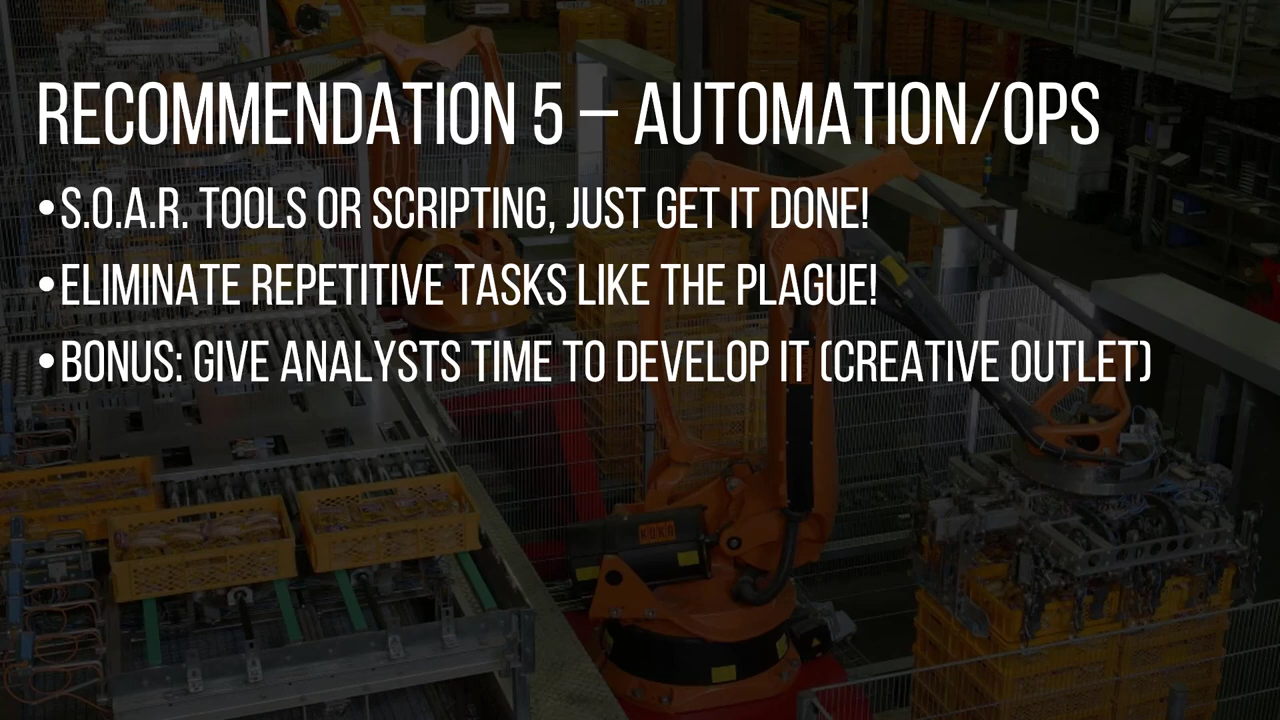 RECOMMENDATION 5 – AUTOMATION/OPS
•S.O.A.R. TOOLS OR SCRIPTING, JUST GET IT DONE!
•ELIMINATE REPETITIVE TASKS LIKE THE PLAGUE!
•BONUS: GIVE ANALYSTS TIME TO DEVELOP IT (CREATIVE OUTLET)
KUKA